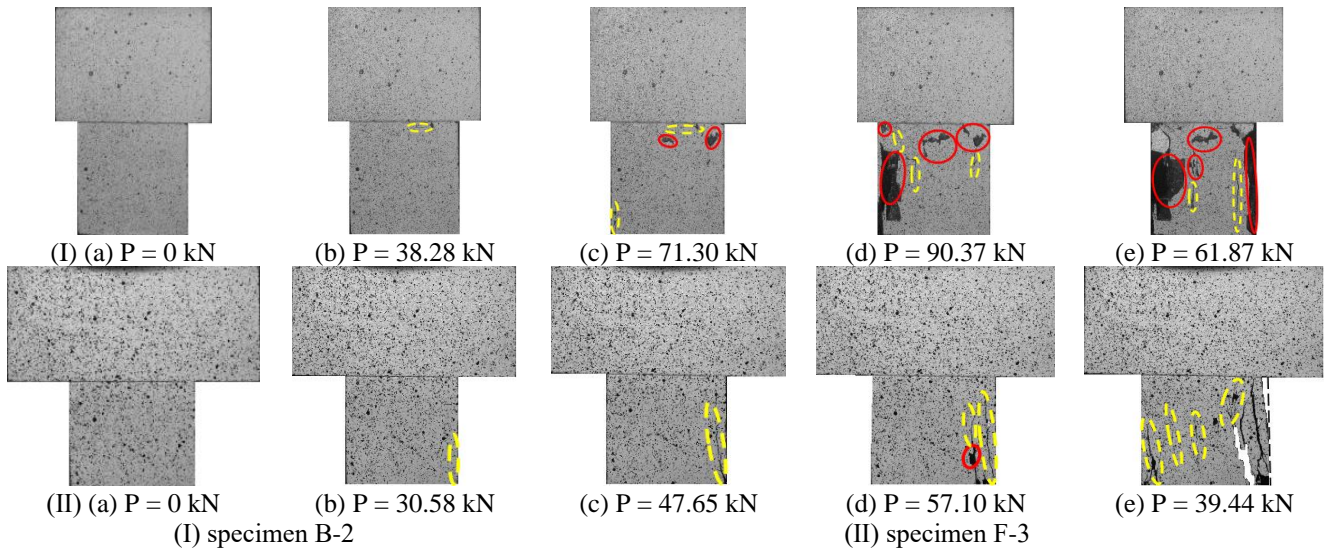 (I) (a) P = 0 kN (b) P = 38.28 kN (c) P = 71.30 kN (d) P = 90.37 kN (e) P = 61.87 kN
(II) (a) P = 0 kN (b) P = 30.58 kN (c) P = 47.65 kN (d) P = 57.10 kN (e) P = 39.44 kN
(I) specimen B-2 (II) specimen F-3